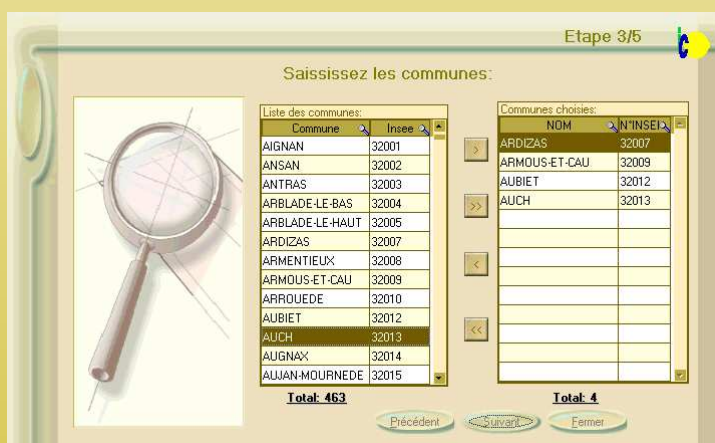 Etape 3/5
Saississez les communes:
Liste des communes:
Commune Insee
AIGNAN 32001
ANSAN 32002
ANTRAS 32003
ARBLADE-LE-BAS 32004
ARBLADE-LE-HAUT 32005
ARDIZAS 32007
ARMENTIEUX 32008
ARMOUS-ET-CAU 32009
ARROUEDE 32010
AUBIET 32012
AUCH 32013
AUGNAX 32014
AUJAN-MOURNEDE 32015
Total: 463
>
>>
<
<<
Communes choisies:
NOM N°INSEE
ARDIZAS 32007
ARMOUS-ET-CAU 32009
AUBIET 32012
AUCH 32013
Total: 4
Précédent Suivant Fermer